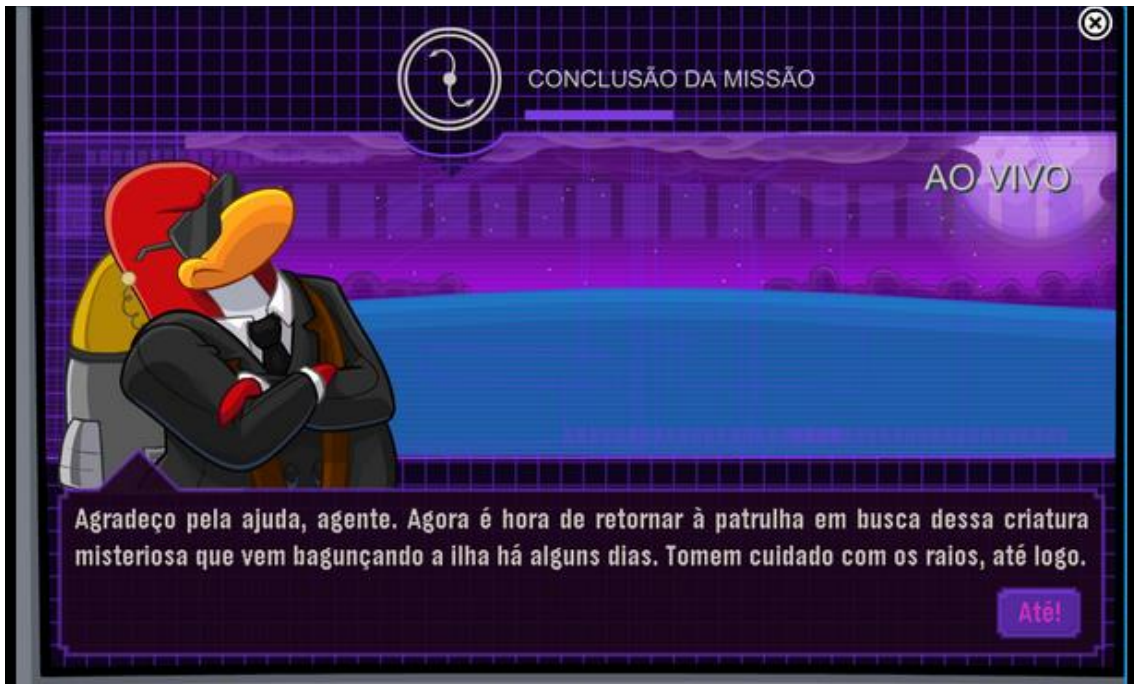 CONCLUSÃO DA MISSÃO
AO VIVO
Agradeço pela ajuda, agente. Agora é hora de retornar à patrulha em busca dessa criatura
misteriosa que vem bagunçando a ilha há alguns dias. Tomem cuidado com os raios, até logo.
Até!